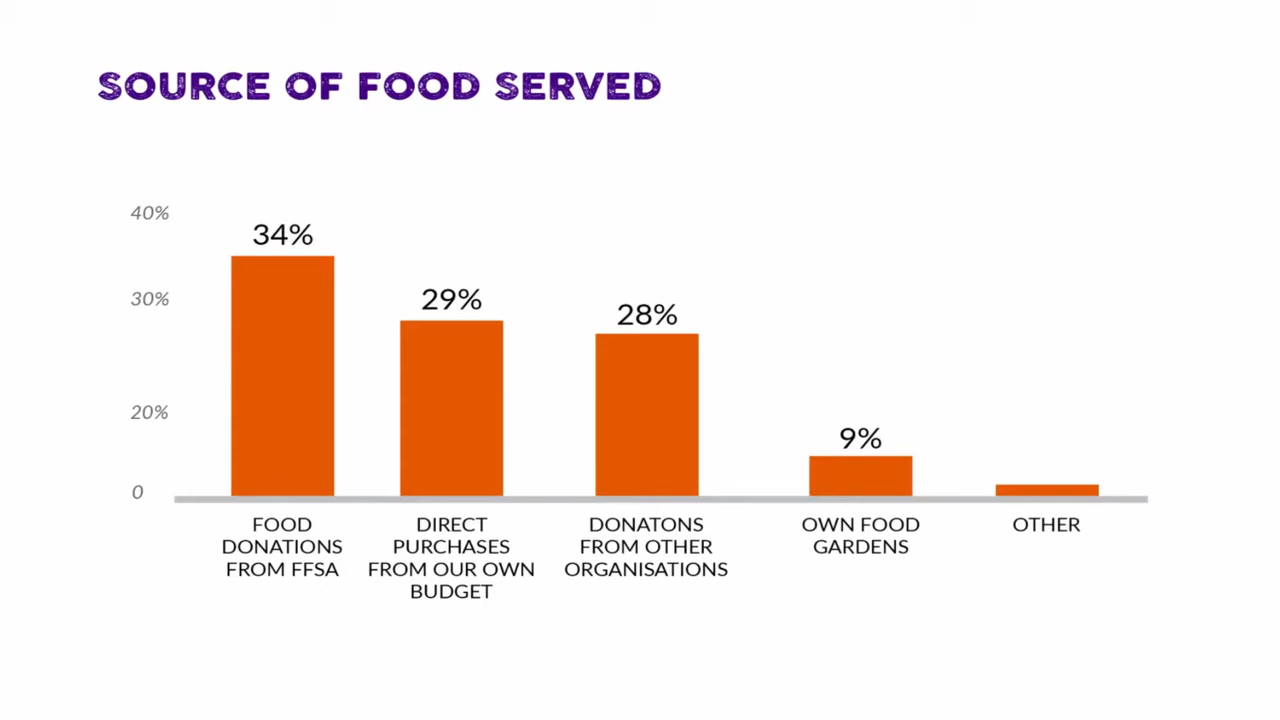 SOURCE OF FOOD SERVED
40%
30%
20%
0
34%
29%
28%
9%
FOOD
DONATIONS
FROM FFSA
DIRECT
PURCHASES
FROM OUR OWN
BUDGET
DONATONS
FROM OTHER
ORGANISATIONS
OWN FOOD
GARDENS
OTHER